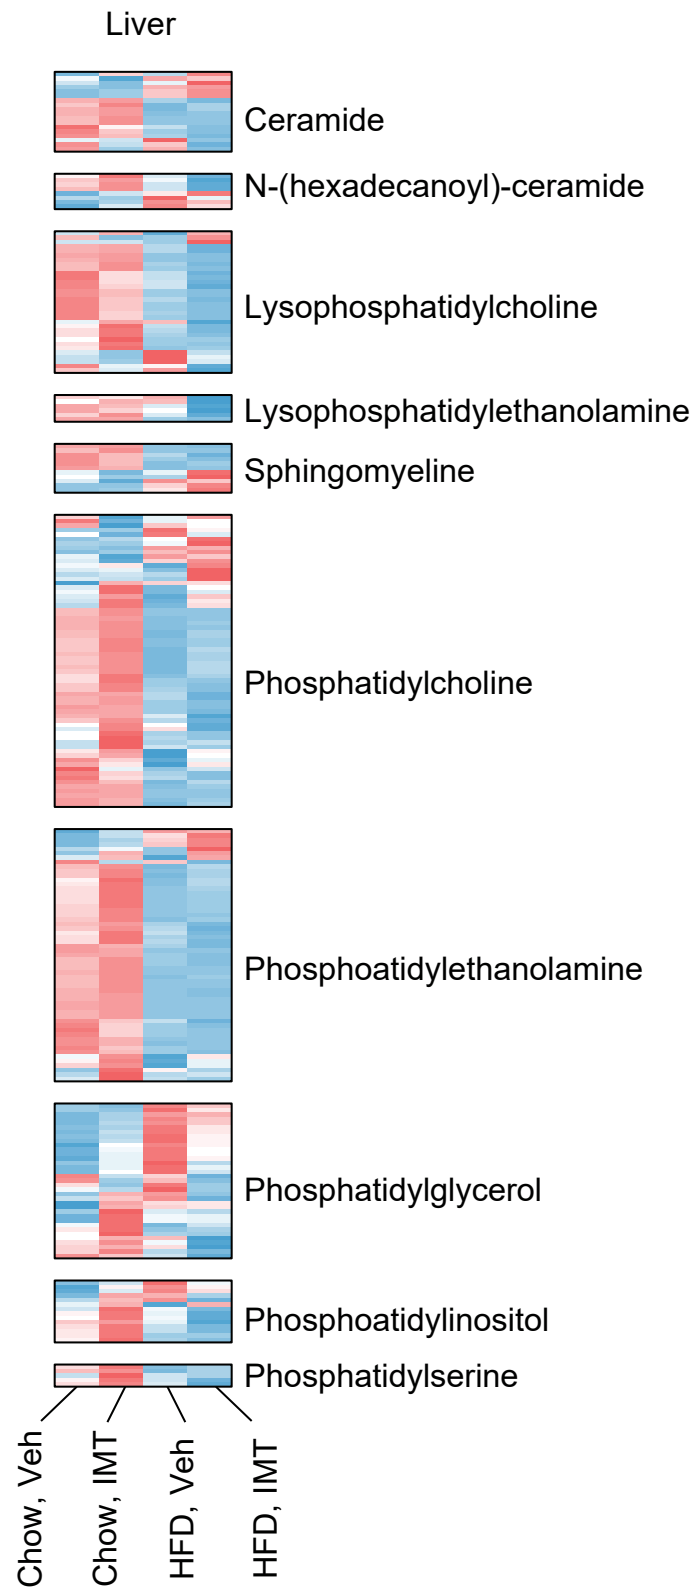 Liver
Ceramide
N-(hexadecanoyl)-ceramide
Lysophosphatidylcholine
Lysophosphatidylethanolamine
Sphingomyeline
Phosphatidylcholine
Phosphoatidylethanolamine
Phosphatidylglycerol
Phosphoatidylinositol
Phosphatidylserine
Chow, Veh
Chow, IMT
HFD, Veh
HFD, IMT